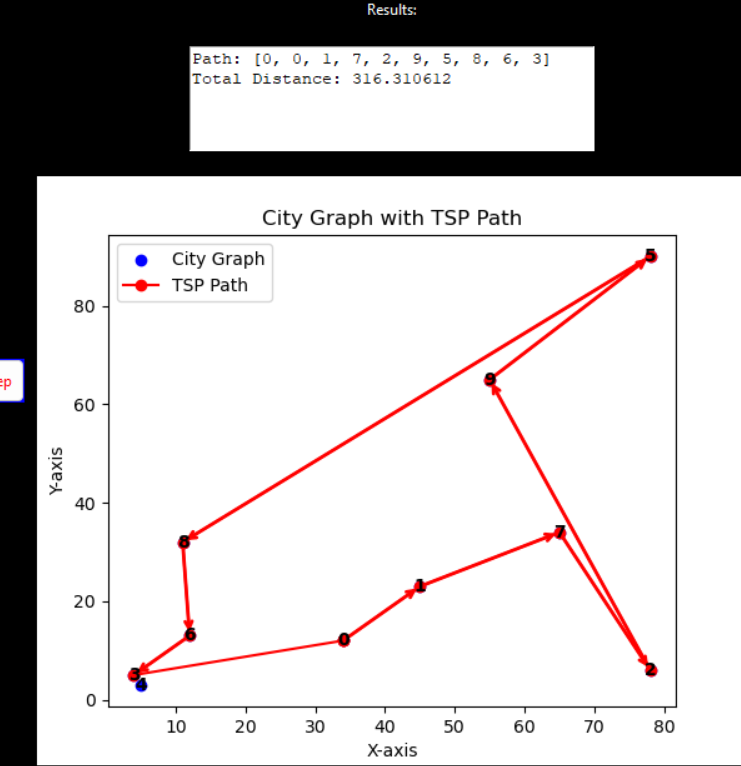 Results:
Path: [0, 0, 1, 7, 2, 9, 5, 8, 6, 3]
Total Distance: 316.310612
City Graph with TSP Path
City Graph
TSP Path
5
80
9
60
ep
Y-axis
40
8
7
1
20
6
0
3
2
4
0
10 20 30 40 50 60 70 80
X-axis